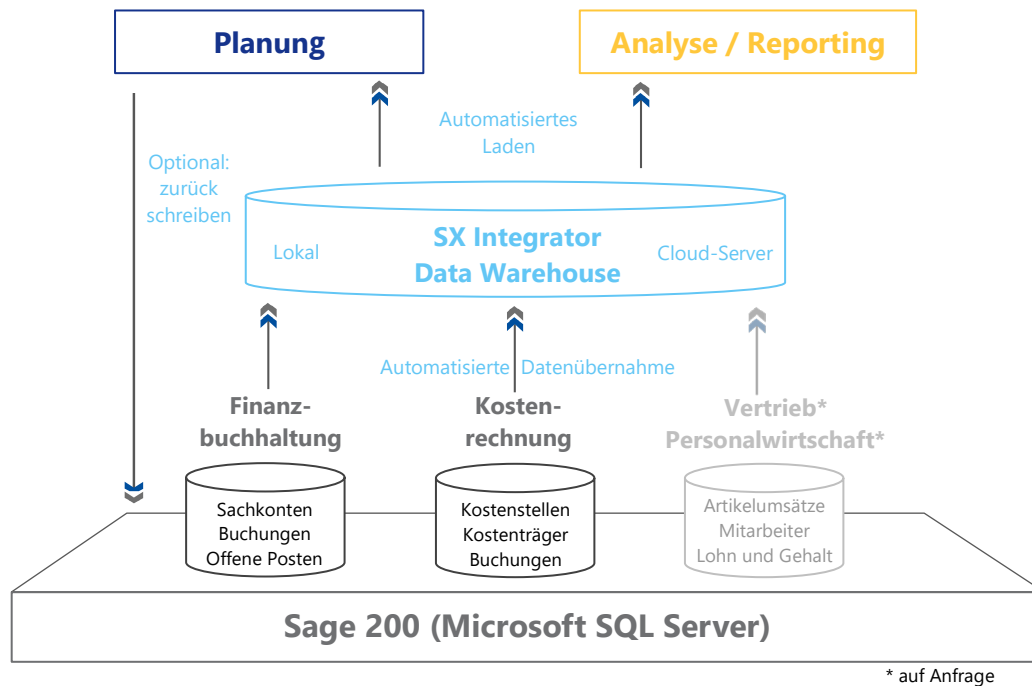 Planung
Analyse / Reporting
Automatisiertes
Laden
Optional:
zurück
schreiben
SX Integrator
Data Warehouse
Lokal
Cloud-Server
Automatisierte Datenübernahme
Finanz-
buchhaltung
Kosten-
rechnung
Vertrieb*
Personalwirtschaft*
Sachkonten
Buchungen
Offene Posten
Kostenstellen
Kostenträger
Buchungen
Artikelumsätze
Mitarbeiter
Lohn und Gehalt
Sage 200 (Microsoft SQL Server)
* auf Anfrage